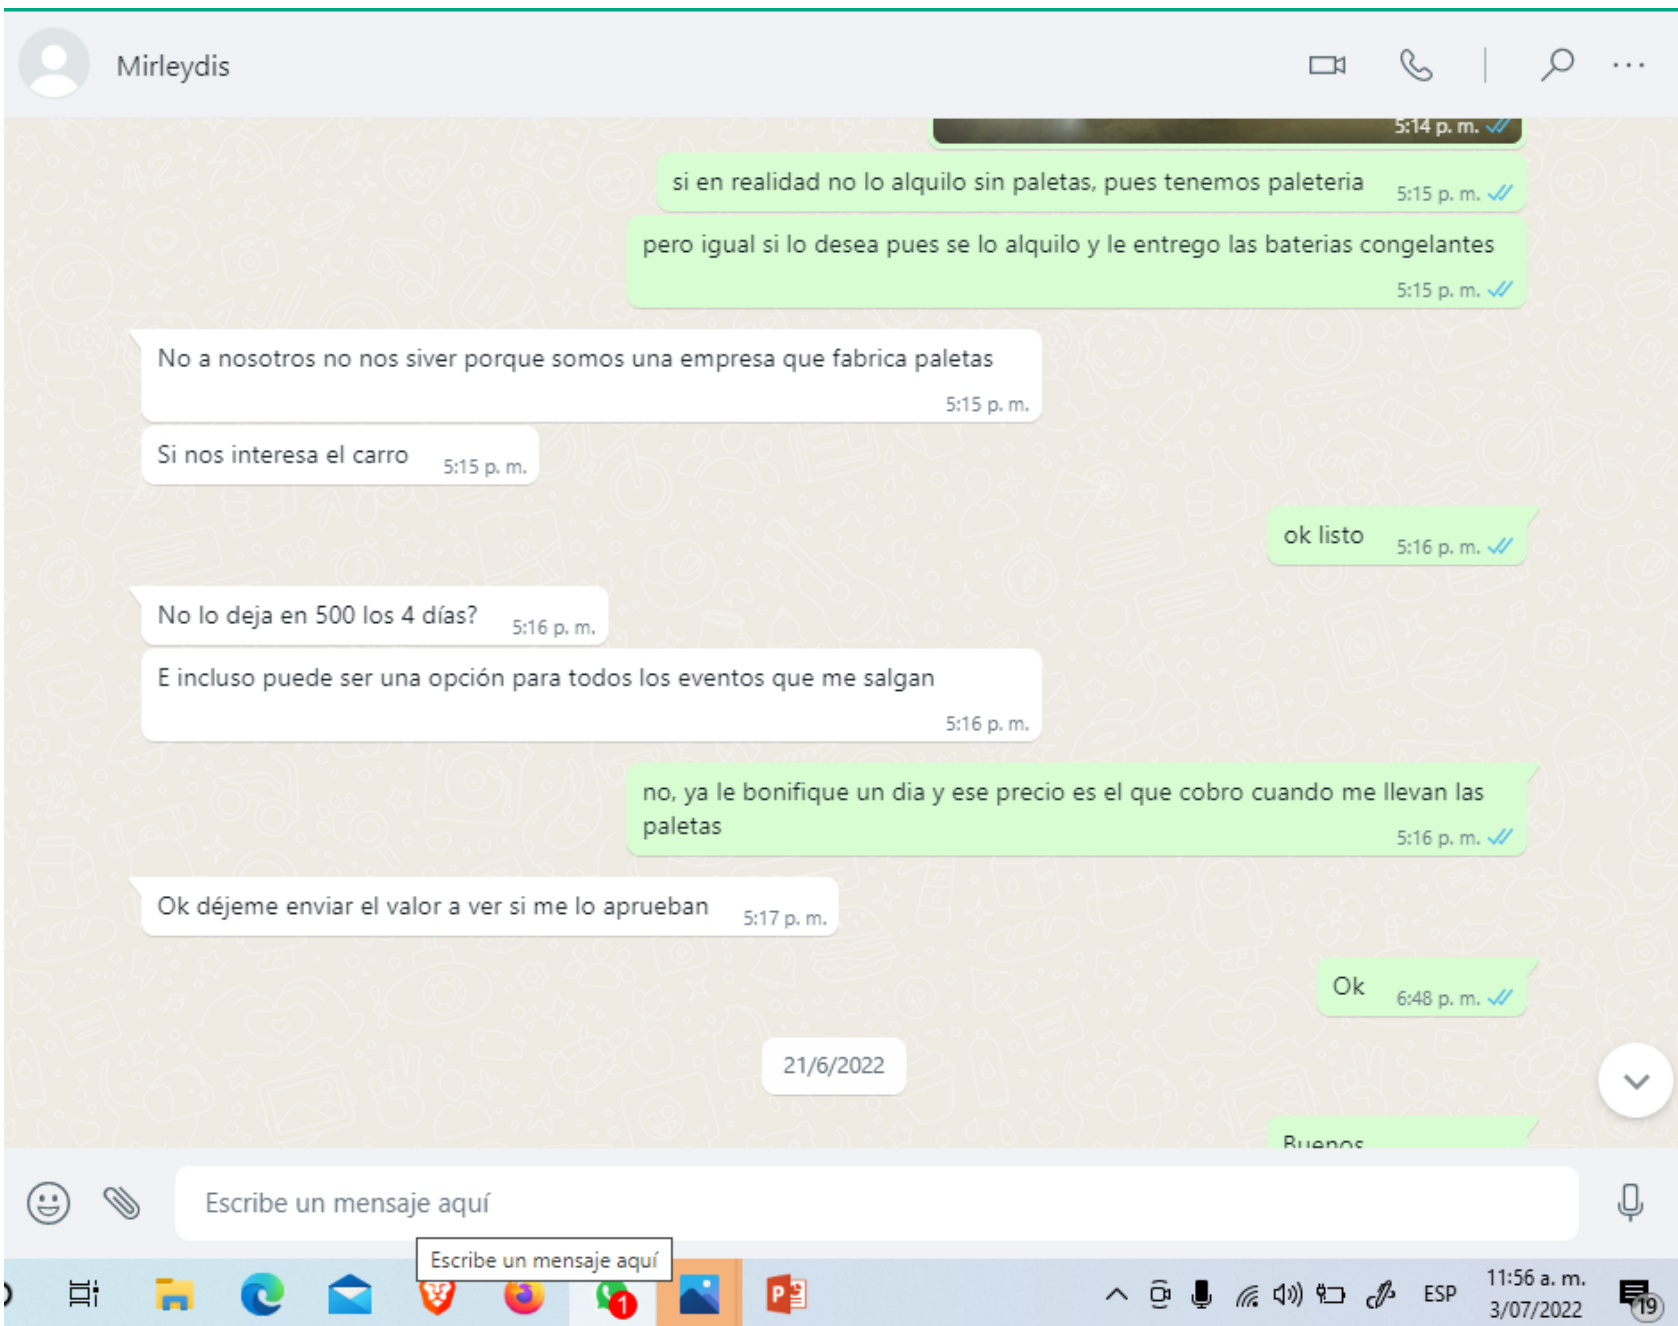 Mirleydis
5:14 p. m.
si en realidad no lo alquilo sin paletas, pues tenemos paleteria
5:15 p. m.
pero igual si lo desea pues se lo alquilo y le entrego las baterias congelantes
5:15 p. m.
No a nosotros no nos siver porque somos una empresa que fabrica paletas
5:15 p. m.
Si nos interesa el carro
5:15 p. m.
ok listo
5:16 p. m.
No lo deja en 500 los 4 días?
5:16 p. m.
E incluso puede ser una opción para todos los eventos que me salgan
5:16 p. m.
no, ya le bonifique un dia y ese precio es el que cobro cuando me llevan las
paletas
5:16 p. m.
Ok déjeme enviar el valor a ver si me lo aprueban
5:17 p. m.
Ok
6:48 p. m.
21/6/2022
Buenos
Escribe un mensaje aquí
Escribe un mensaje aquí
1
P
ESP
11:56 a. m.
3/07/2022
19